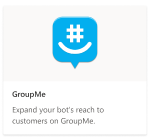 GroupMe
Expand your bot's reach to
customers on GroupMe.